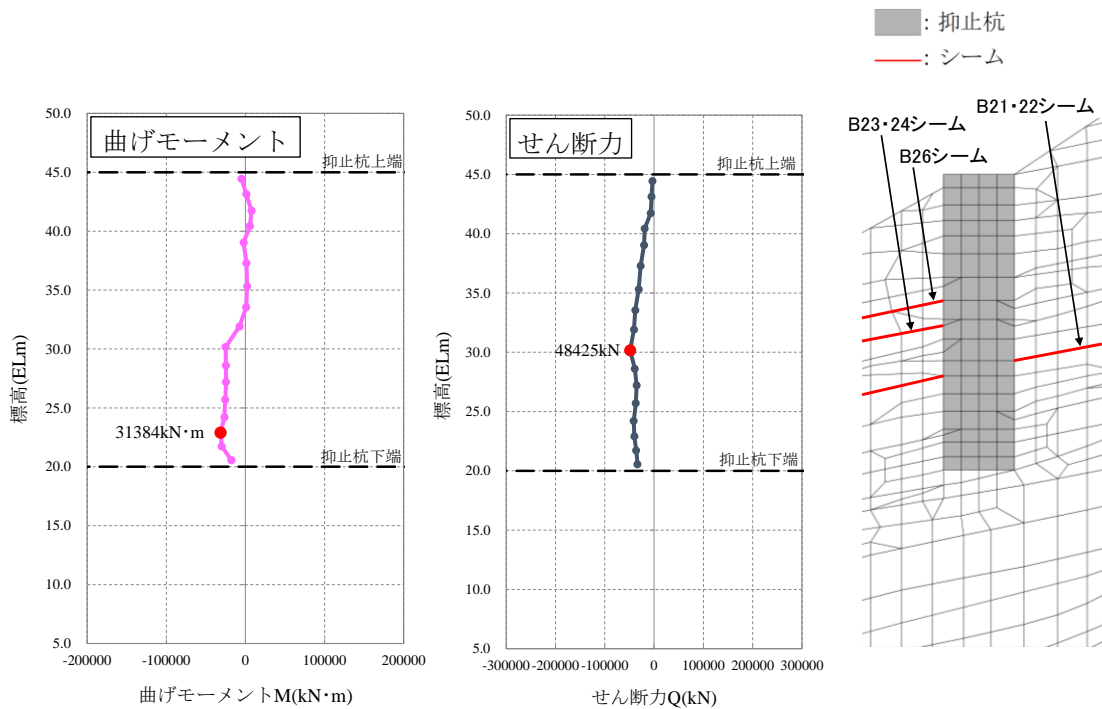 : 抑止杭
: シーム
曲げモーメント
抑止杭上端
50.0
45.0
40.0
35.0
30.0
25.0
20.0
15.0
10.0
5.0
標高(ELm)
31384kN・m
抑止杭下端
-200000
-100000
0
100000
200000
曲げモーメントM(kN・m)
せん断力
抑止杭上端
50.0
45.0
40.0
35.0
30.0
25.0
20.0
15.0
10.0
5.0
標高(ELm)
48425kN
抑止杭下端
-300000
-200000
-100000
0
100000
200000
300000
せん断力Q(kN)
B21・22シーム
B23・24シーム
B26シーム